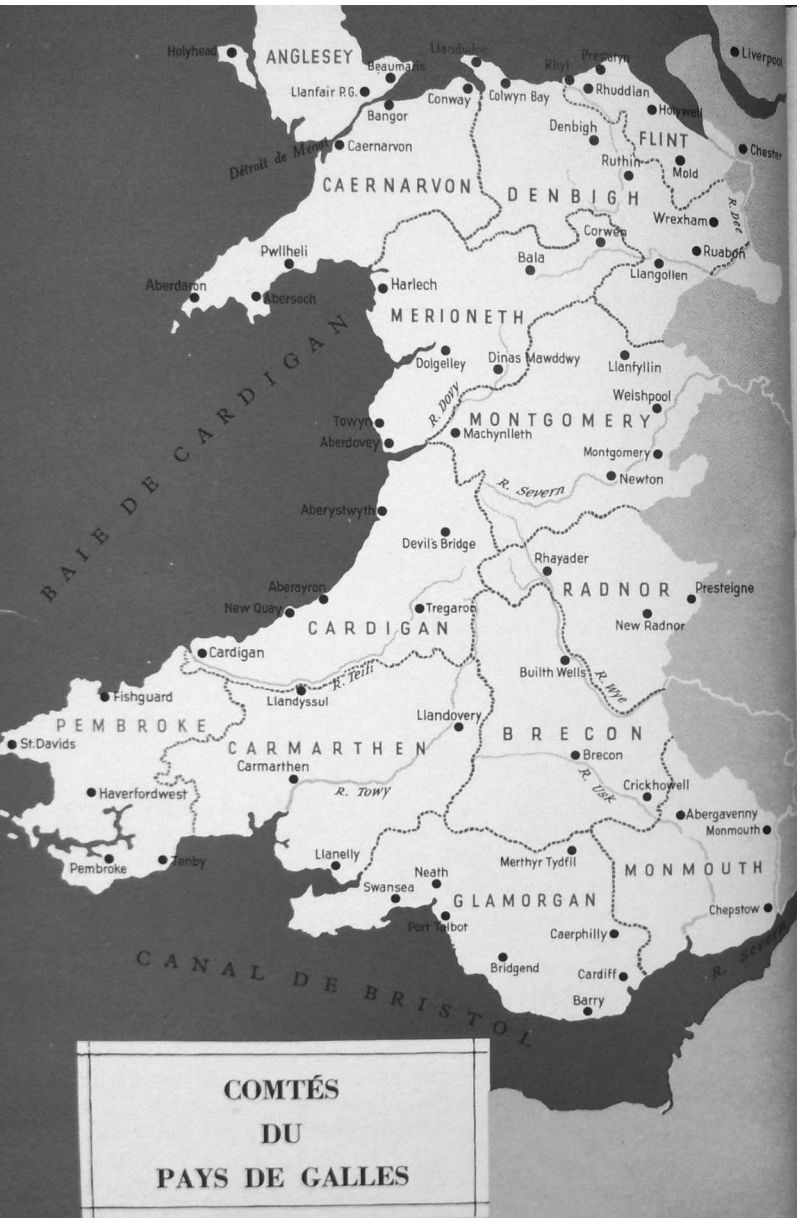 Holyhead
ANGLESEY
Beaumaris
Llanfair P.G.
Bangor
Llandudno
Conway
Colwyn Bay
Rhyl
Prestatyn
Rhuddlan
Holywell
Liverpool
Chester
Détroit de Menai
Caernarvon
CAERNARVON
Denbigh
FLINT
Ruthin
Mold
DENBIGH
Wrexham
R. Dee
Ruabon
Corwen
Llangollen
Bala
Pwllheli
Aberdaron
Abersoch
Harlech
MERIONETH
Dolgelley
Dinas Mawddwy
Llanfyllin
Welshpool
R. Dovy
MONTGOMERY
Towyn
Aberdovey
Machynlleth
Montgomery
Newton
R. Severn
BAIE DE CARDIGAN
Aberystwyth
Devil's Bridge
Rhayader
RADNOR
Presteigne
New Radnor
Aberayron
New Quay
Tregaron
CARDIGAN
Cardigan
R. Teifi
Llandyssul
Builth Wells
R. Wye
Fishguard
PEMBROKE
St. Davids
Haverfordwest
Pembroke
Tenby
Llandovery
CARMARTHEN
Carmarthen
R. Towy
BRECON
Brecon
R. Usk
Crickhowell
Abergavenny
Monmouth
MONMOUTH
Chepstow
R. Severn
Llanelly
Merthyr Tydfil
Neath
Swansea
GLAMORGAN
Port Talbot
Caerphilly
Bridgend
Cardiff
Barry
CANAL DE BRISTOL
COMTÉS
DU
PAYS DE GALLES